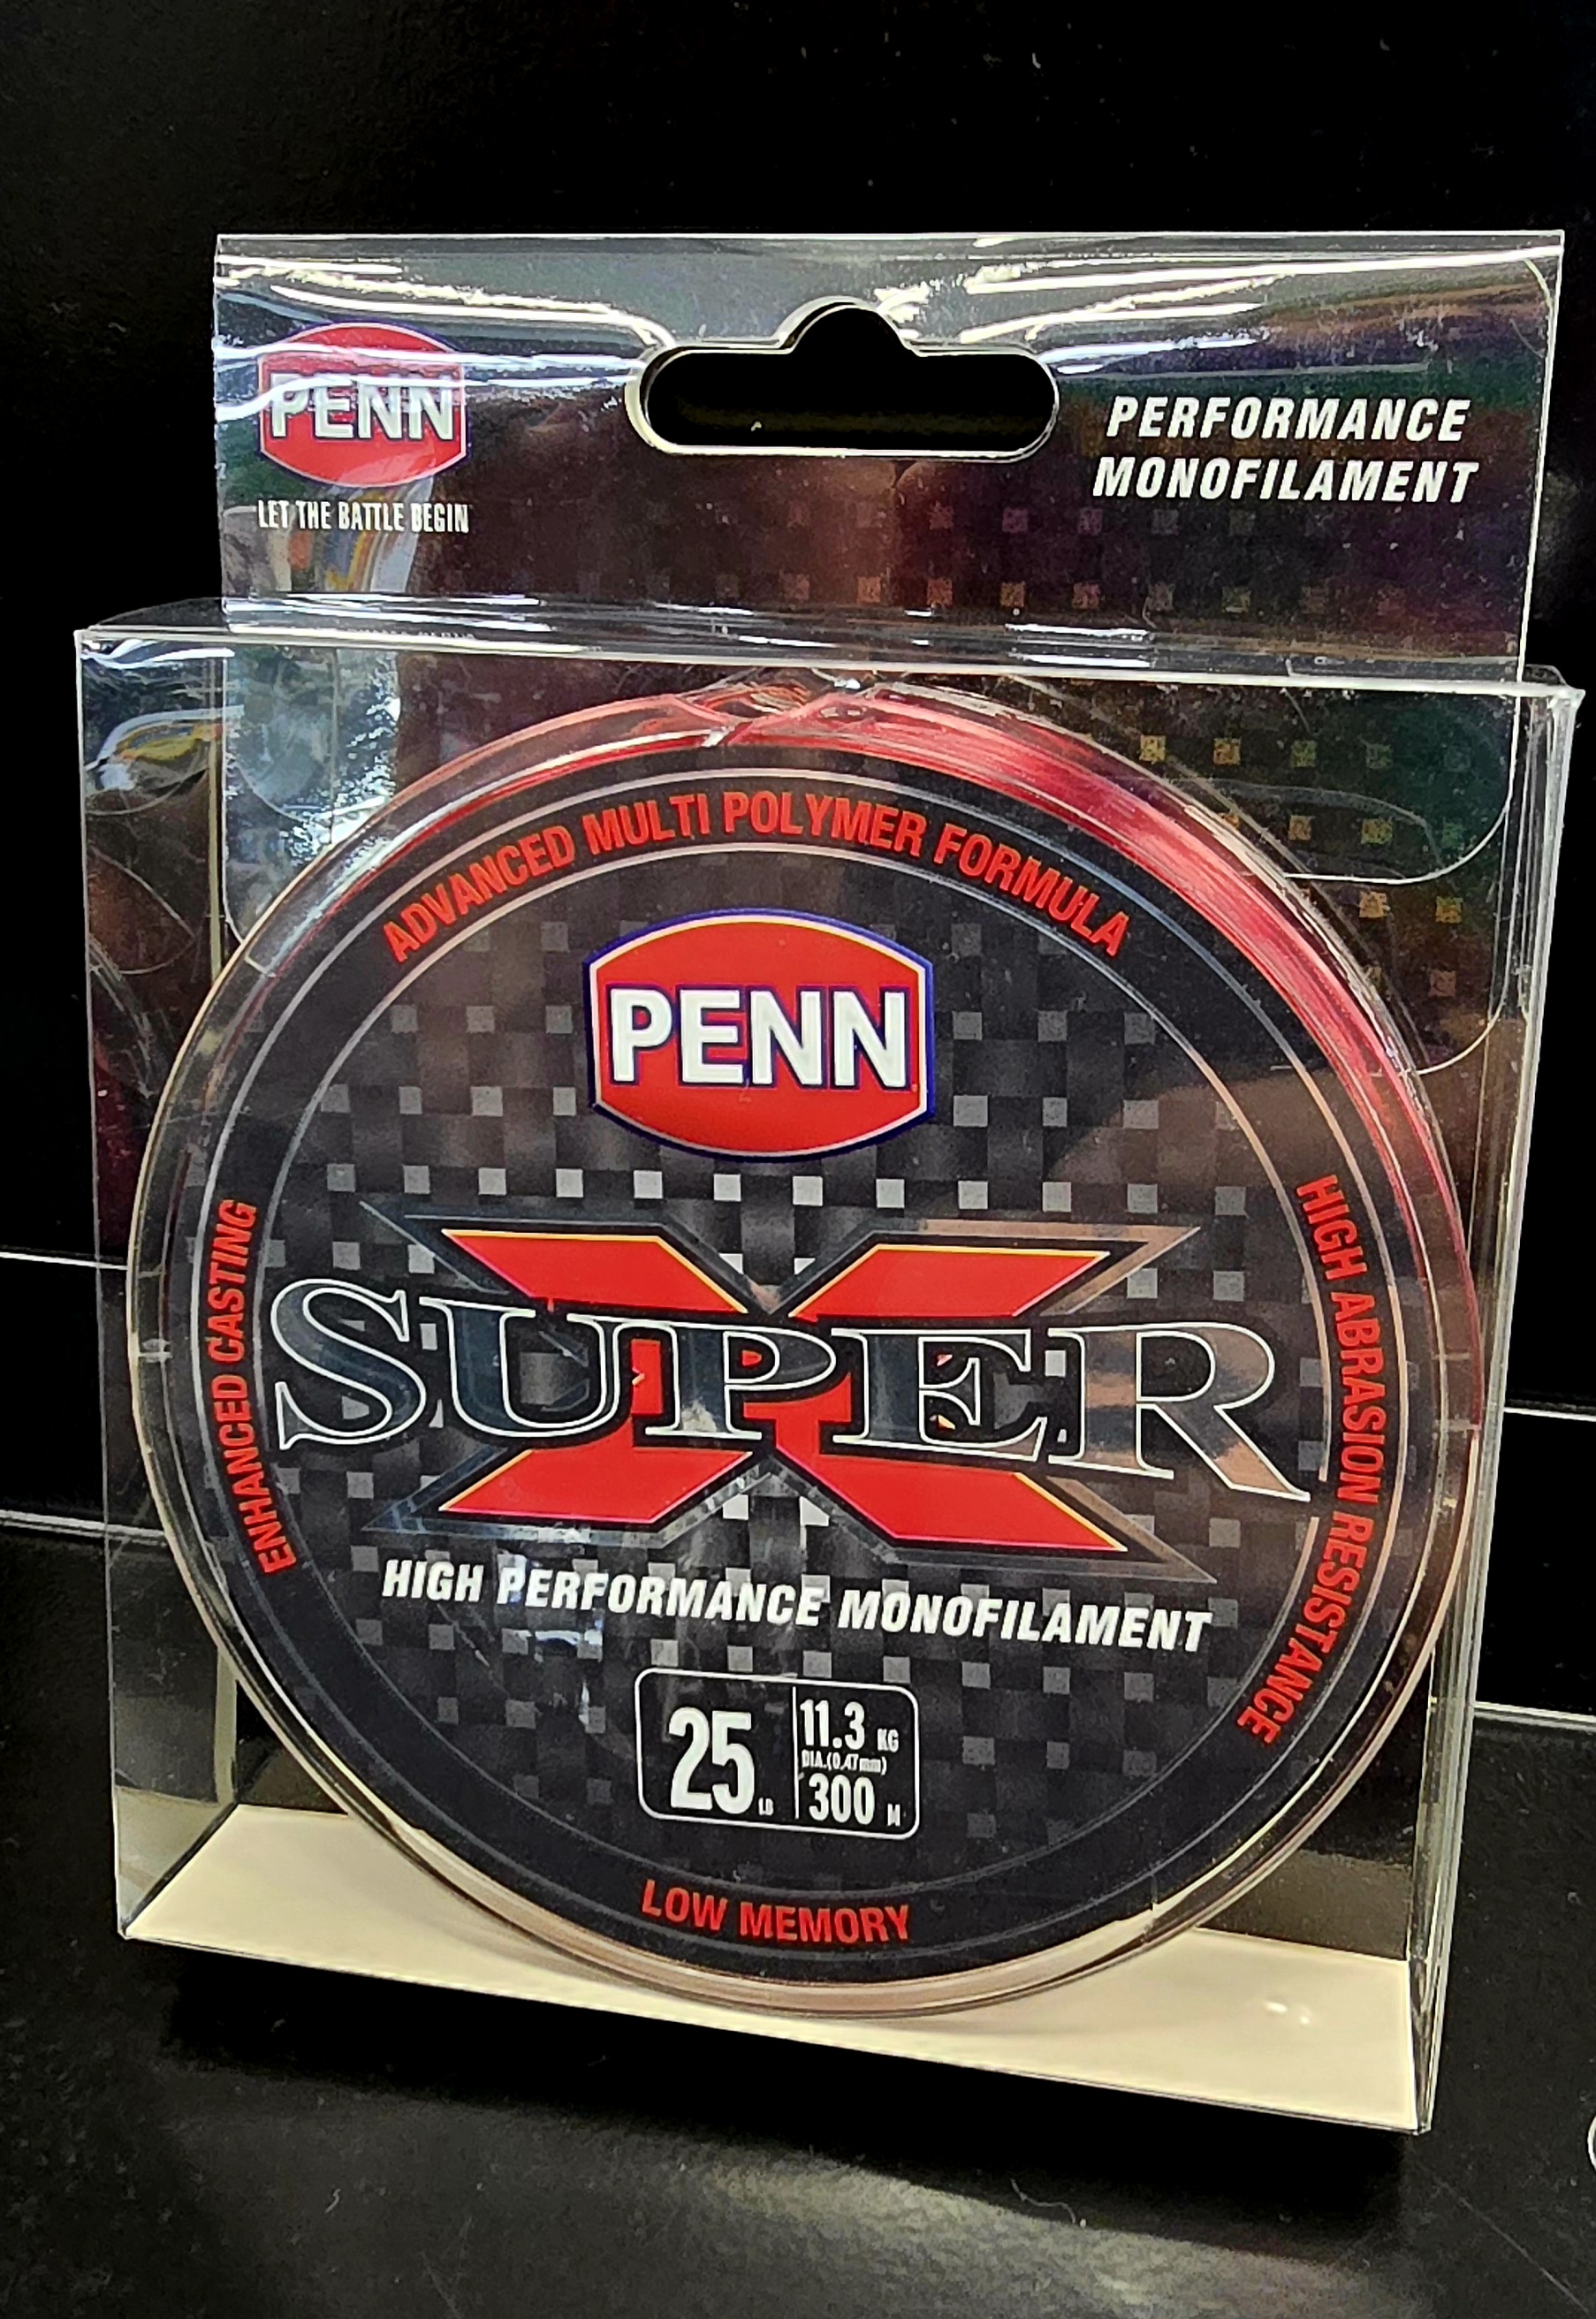 PENN
LET THE BATTLE BEGIN
PERFORMANCE
MONOFILAMENT
ADVANCED MULTI POLYMER FORMULA
PENN
ENHANCED CASTING
HIGH ABRASION RESISTANCE
X
SUPER
HIGH PERFORMANCE MONOFILAMENT
25 LB
11.3 KG
DIA.(0.47mm)
300 M
LOW MEMORY